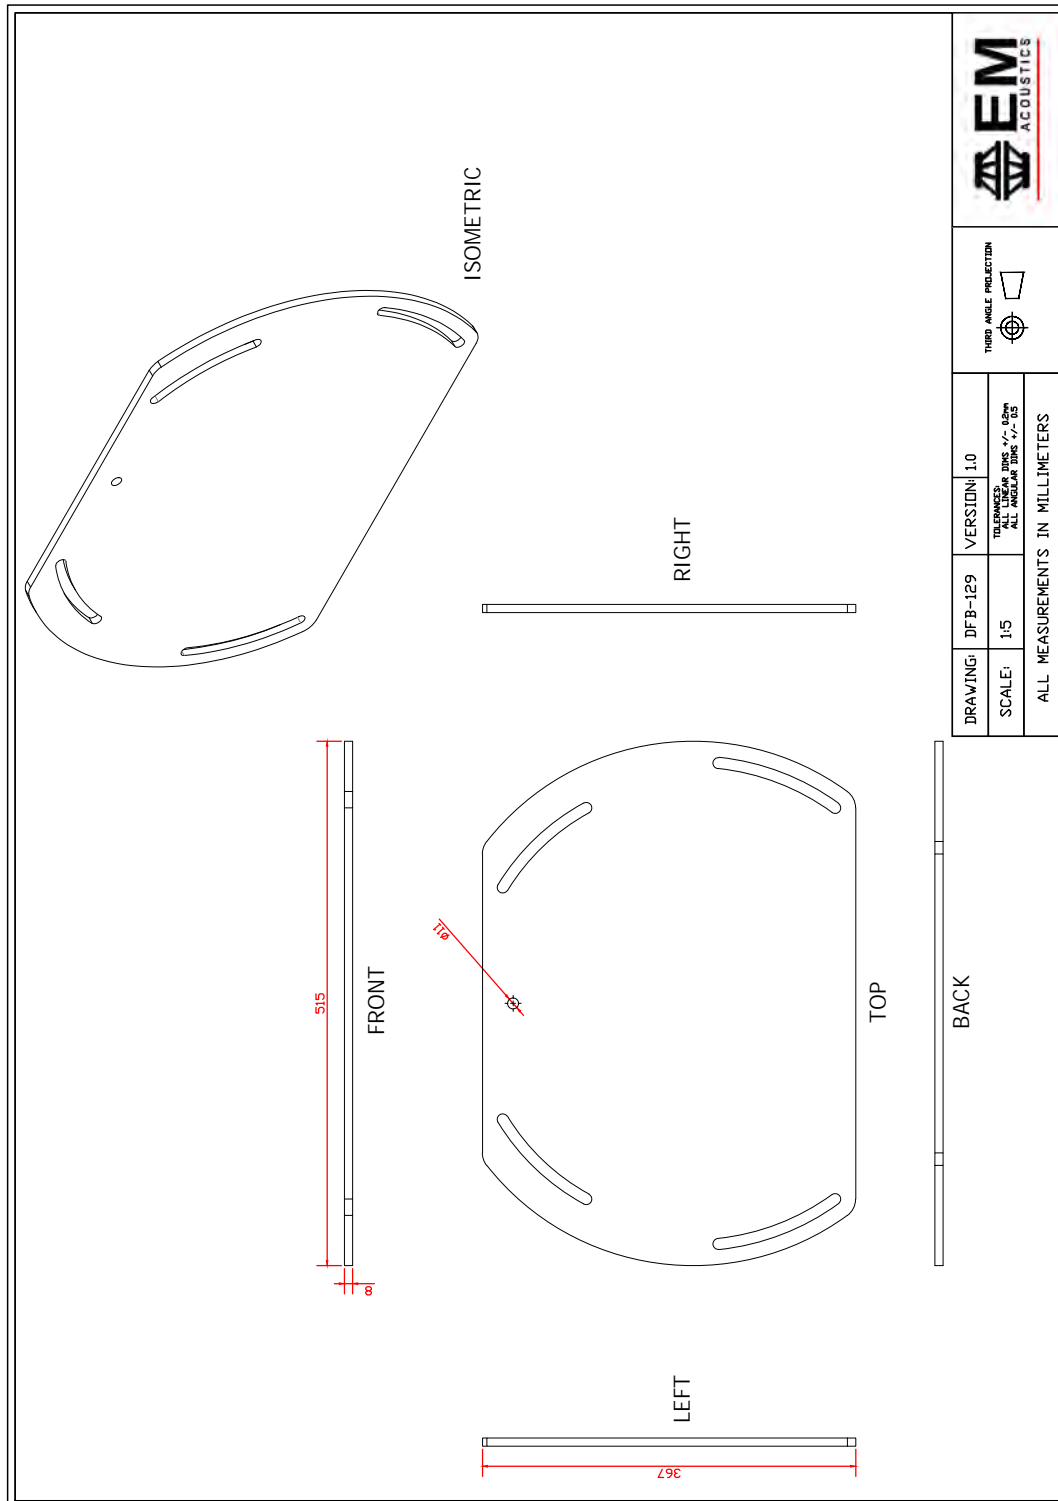 ISOMETRIC
515
FRONT
8
RIGHT
Ø11
TOP
BACK
LEFT
367
DRAWING: DFB-129 VERSION: 1.0
SCALE: 1:5
TOLERANCES:
ALL LINEAR DIMS +/- 0.2mm
ALL ANGULAR DIMS +/- 0.5
ALL MEASUREMENTS IN MILLIMETERS
THIRD ANGLE PROJECTION
EM
ACOUSTICS